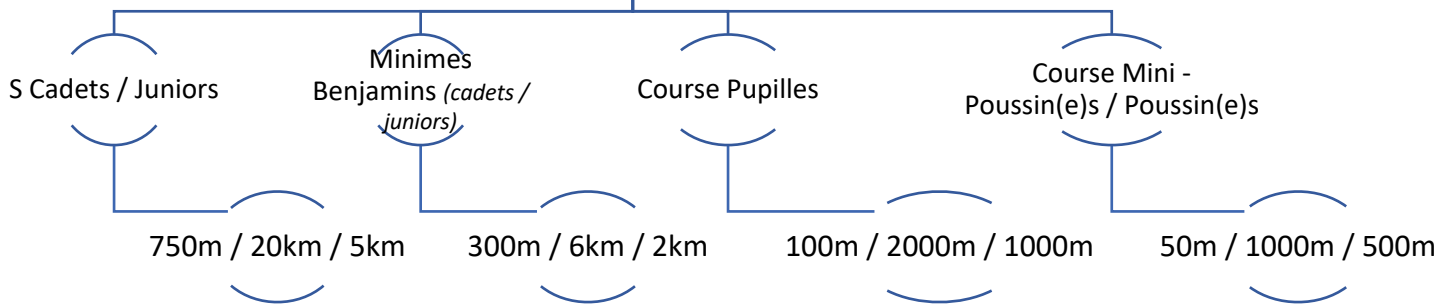 S Cadets / Juniors
Minimes
Benjamins (cadets /
juniors)
Course Pupilles
Course Mini -
Poussin(e)s / Poussin(e)s
750m / 20km / 5km
300m / 6km / 2km
100m / 2000m / 1000m
50m / 1000m / 500m